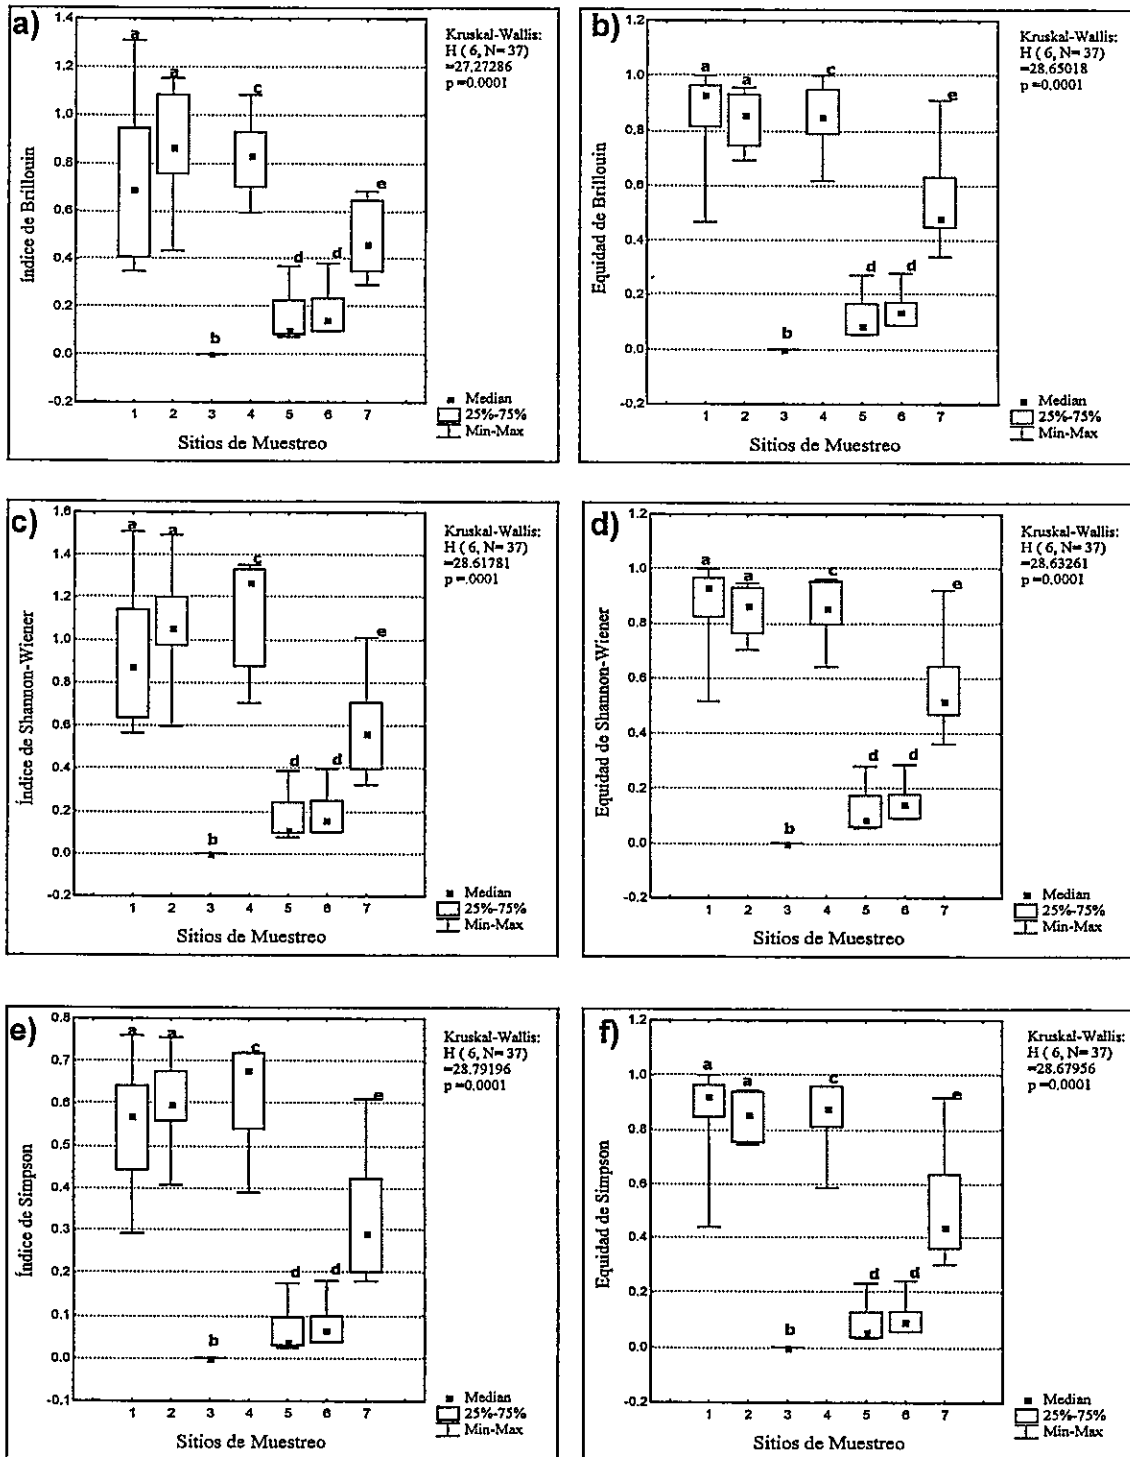 a)
Kruskal-Wallis:
H ( 6, N= 37)
=27.27286
p =0.0001
Índice de Brillouin
1.4
1.2
1.0
0.8
0.6
0.4
0.2
0.0
-0.2
a
a
b
c
d
d
e
1 2 3 4 5 6 7
Sitios de Muestreo
Median
25%-75%
Min-Max
b)
Kruskal-Wallis:
H ( 6, N= 37)
=28.65018
p =0.0001
Equidad de Brillouin
1.2
1.0
0.8
0.6
0.4
0.2
0.0
-0.2
a
a
b
c
d
d
e
1 2 3 4 5 6 7
Sitios de Muestreo
Median
25%-75%
Min-Max
c)
Kruskal-Wallis:
H ( 6, N= 37)
=28.61781
p =.0001
Índice de Shannon-Wiener
1.6
1.4
1.2
1.0
0.8
0.6
0.4
0.2
0.0
-0.2
a
a
b
c
d
d
e
1 2 3 4 5 6 7
Sitios de Muestreo
Median
25%-75%
Min-Max
d)
Kruskal-Wallis:
H ( 6, N= 37)
=28.63261
p =0.0001
Equidad de Shannon-Wiener
1.2
1.0
0.8
0.6
0.4
0.2
0.0
-0.2
a
a
b
c
d
d
e
1 2 3 4 5 6 7
Sitios de Muestreo
Median
25%-75%
Min-Max
e)
Kruskal-Wallis:
H ( 6, N= 37)
=28.79196
p =0.0001
Índice de Simpson
0.8
0.7
0.6
0.5
0.4
0.3
0.2
0.1
0.0
-0.1
a
a
b
c
d
d
e
1 2 3 4 5 6 7
Sitios de Muestreo
Median
25%-75%
Min-Max
f)
Kruskal-Wallis:
H ( 6, N= 37)
=28.67956
p =0.0001
Equidad de Simpson
1.2
1.0
0.8
0.6
0.4
0.2
0.0
-0.2
a
a
b
c
d
d
e
1 2 3 4 5 6 7
Sitios de Muestreo
Median
25%-75%
Min-Max